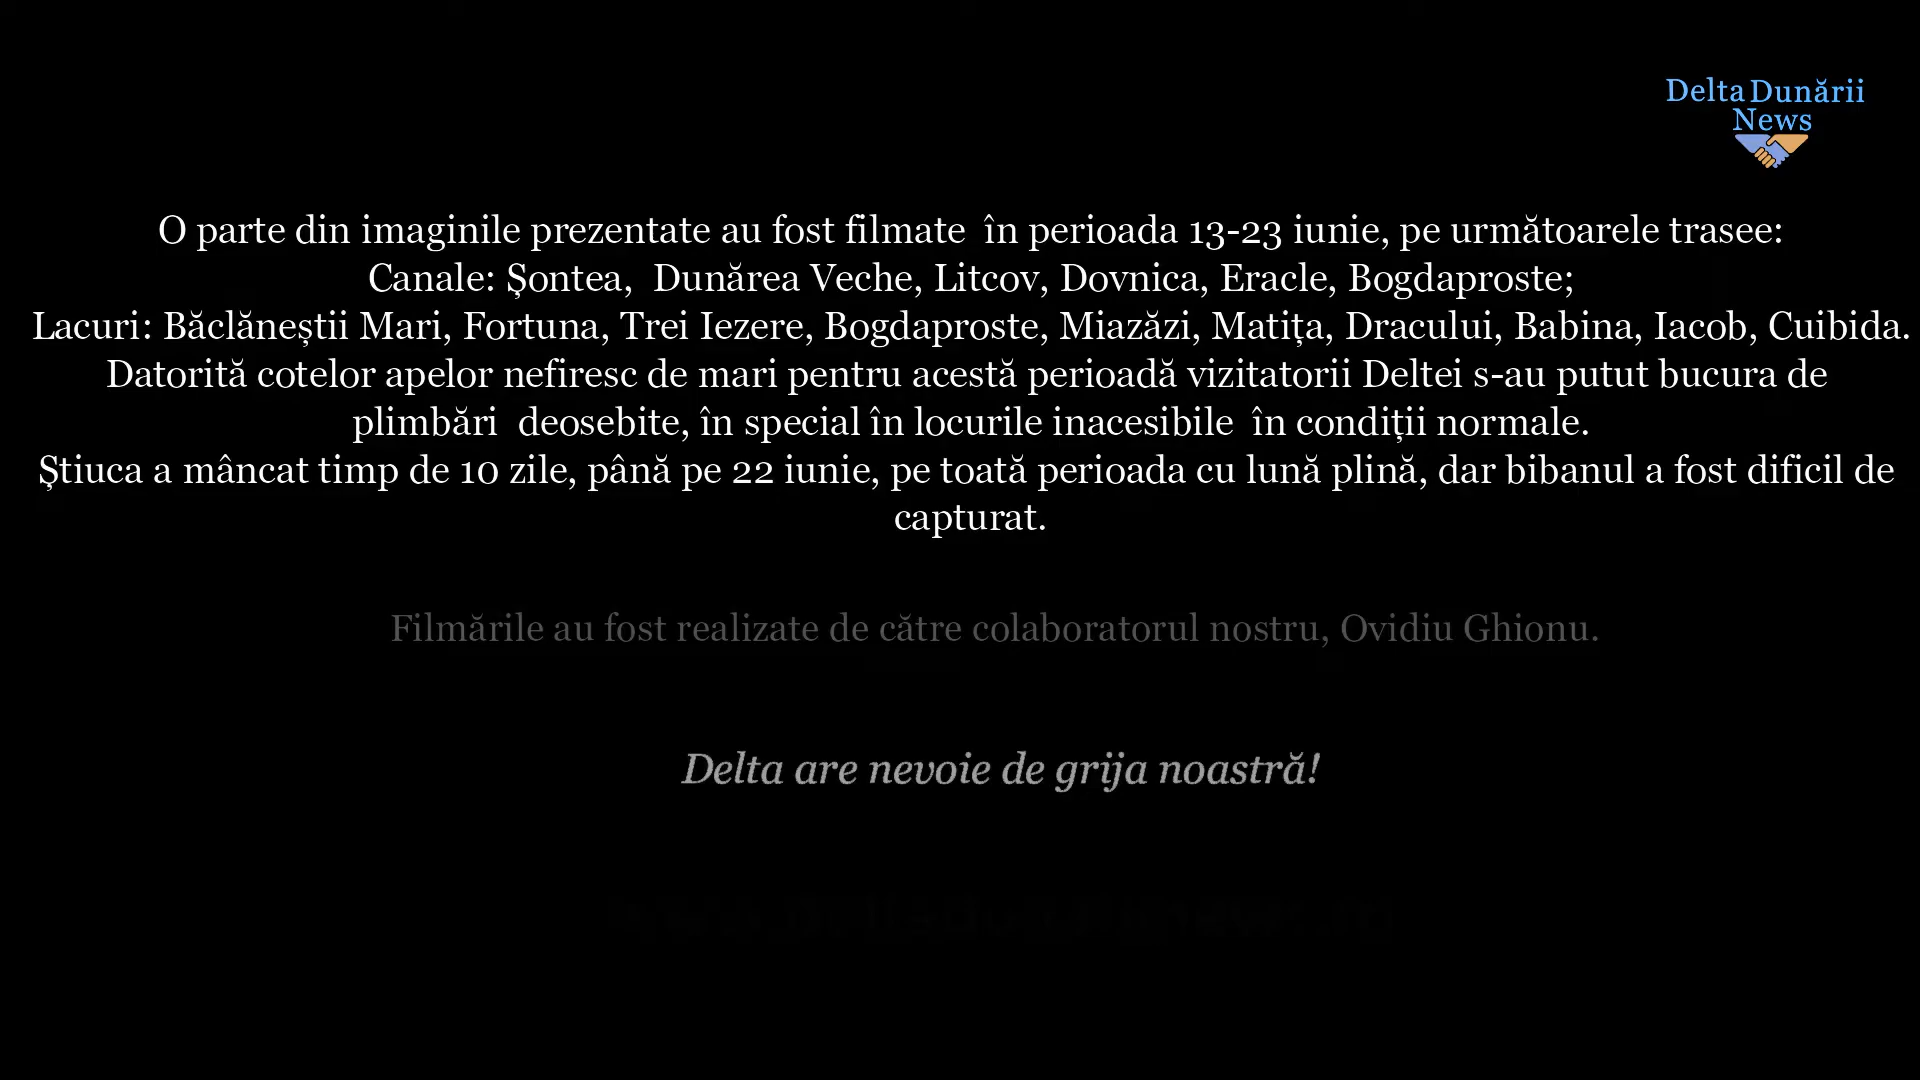 Delta Dunării
News
O parte din imaginile prezentate au fost filmate în perioada 13-23 iunie, pe următoarele trasee:
Canale: Șontea, Dunărea Veche, Litcov, Dovnica, Eracle, Bogdaproste;
Lacuri: Băclăneștii Mari, Fortuna, Trei Iezere, Bogdaproste, Miazăzi, Matița, Dracului, Babina, Iacob, Cuibida.
Datorită cotelor apelor nefiresc de mari pentru acestă perioadă vizitatorii Deltei s-au putut bucura de
plimbări deosebite, în special în locurile inacesibile în condiții normale.
Știuca a mâncat timp de 10 zile, până pe 22 iunie, pe toată perioada cu lună plină, dar bibanul a fost dificil de
capturat.
Filmările au fost realizate de către colaboratorul nostru, Ovidiu Ghionu.
Delta are nevoie de grija noastră!